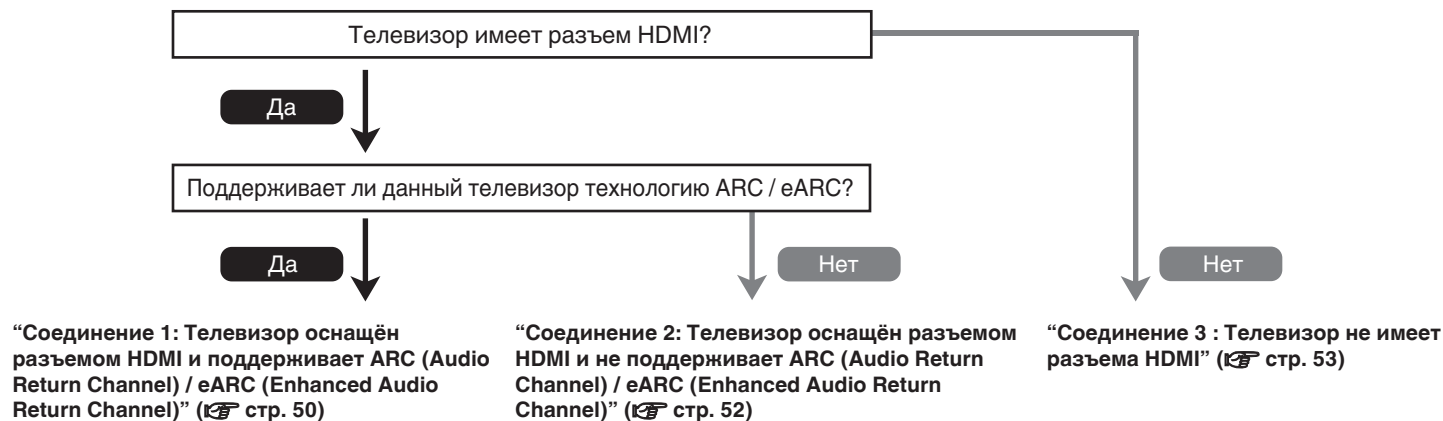 Телевизор имеет разъем HDMI?
Да
Поддерживает ли данный телевизор технологию ARC / eARC?
Да
Нет
Нет
“Соединение 1: Телевизор оснащён
разъемом HDMI и поддерживает ARC (Audio
Return Channel) / eARC (Enhanced Audio
Return Channel)” (☞ стр. 50)
“Соединение 2: Телевизор оснащён разъемом
HDMI и не поддерживает ARC (Audio Return
Channel) / eARC (Enhanced Audio Return
Channel)” (☞ стр. 52)
“Соединение 3 : Телевизор не имеет
разъема HDMI” (☞ стр. 53)